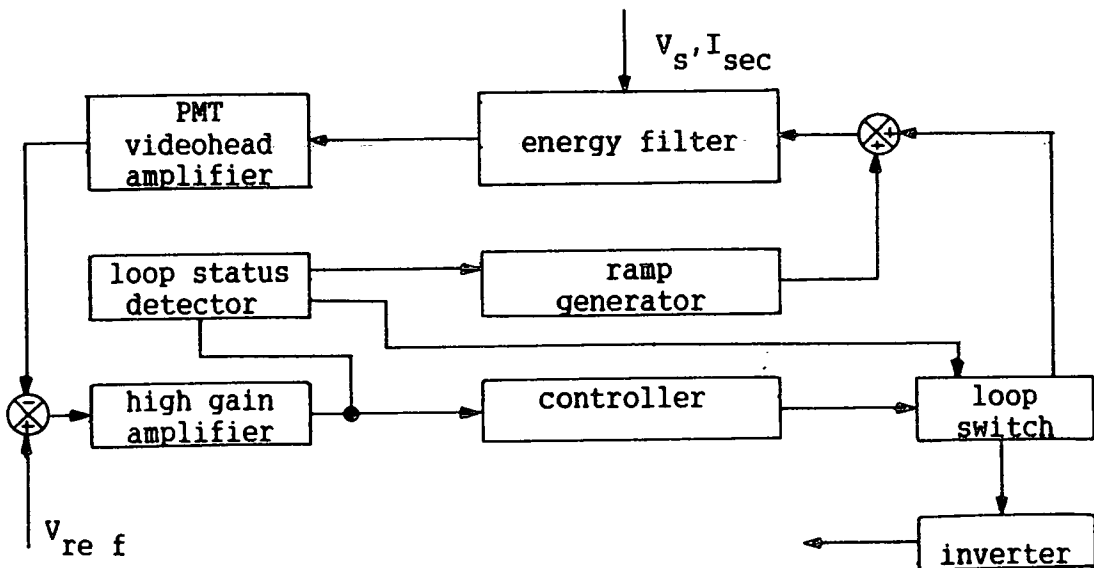 V_s,I_sec
PMT
videohead
amplifier
energy filter
+
+
loop status
detector
ramp
generator
-
+
high gain
amplifier
controller
loop
switch
V_re f
inverter